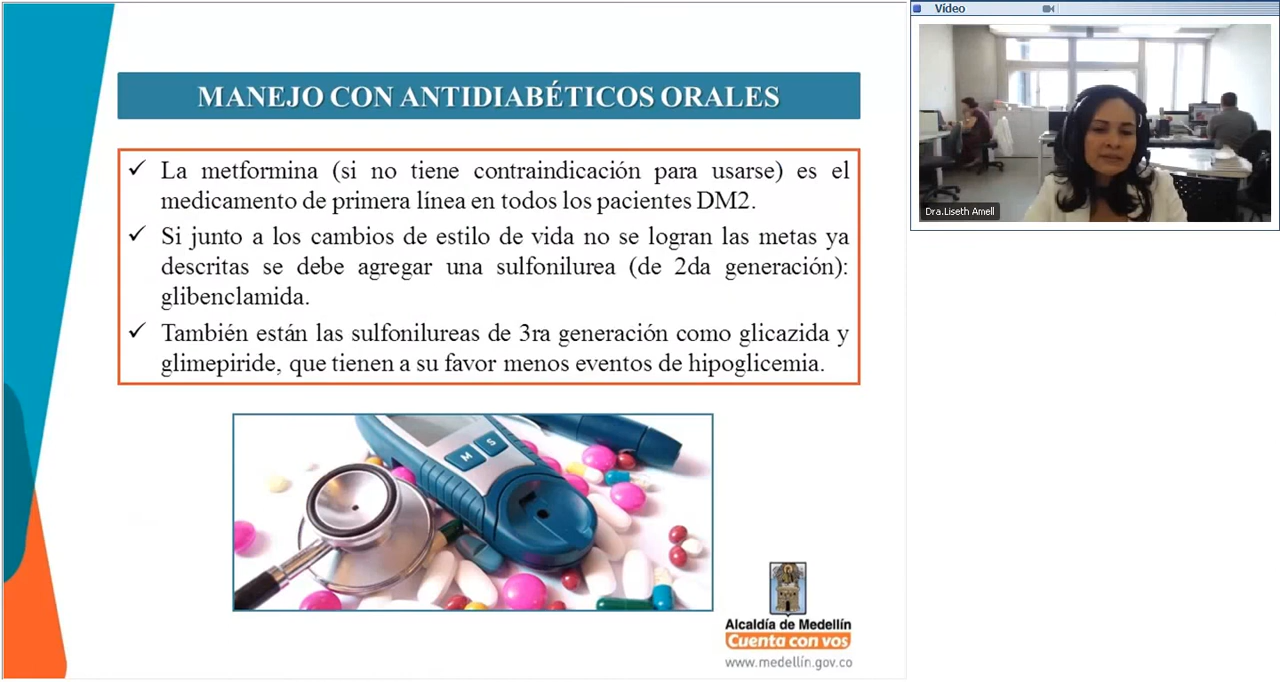 Vídeo
MANEJO CON ANTIDIABÉTICOS ORALES
✓ La metformina (si no tiene contraindicación para usarse) es el
medicamento de primera línea en todos los pacientes DM2.
✓ Si junto a los cambios de estilo de vida no se logran las metas ya
descritas se debe agregar una sulfonilurea (de 2da generación):
glibenclamida.
✓ También están las sulfonilureas de 3ra generación como glicazida y
glimepiride, que tienen a su favor menos eventos de hipoglicemia.
Dra.Liseth Amell
M S
Alcaldía de Medellín
Cuenta con vos
www.medellín.gov.co